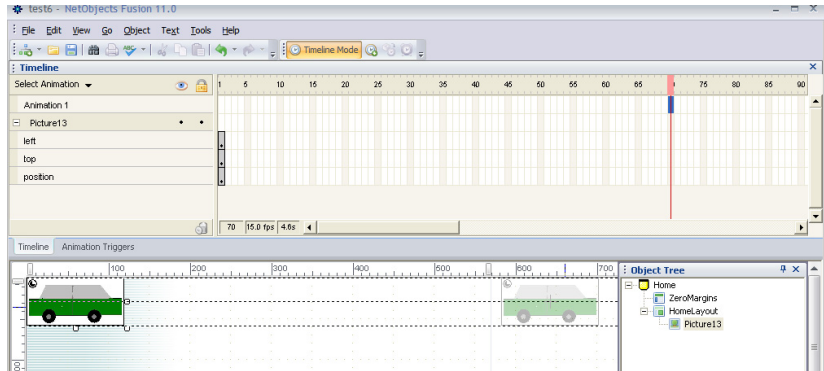 test6 - NetObjects Fusion 11.0
File Edit View Go Object Text Tools Help
Timeline Mode
Timeline
Select Animation 1 5 10 15 20 25 30 35 40 45 50 55 60 65 75 80 85 90
Animation 1
Picture13
left
top
position
70 15.0 fps 4.6s
Timeline Animation Triggers
100 200 300 400 500 600 700 Object Tree
Home
ZeroMargins
HomeLayout
Picture13